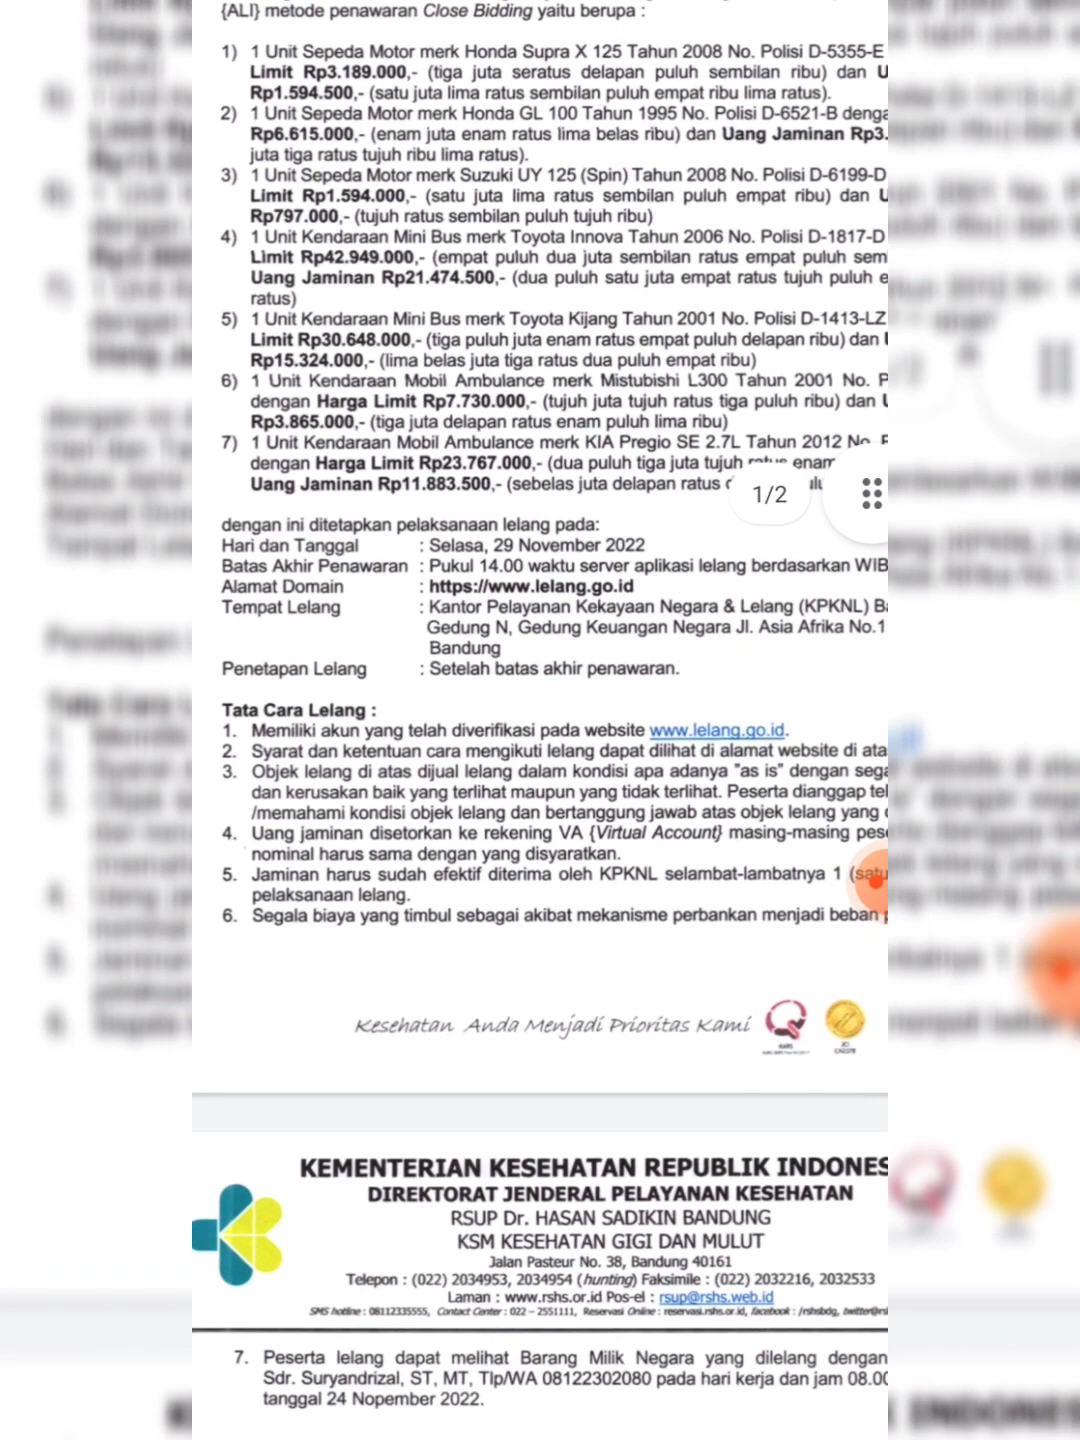 {ALI} metode penawaran Close Bidding yaitu berupa :
1) 1 Unit Sepeda Motor merk Honda Supra X 125 Tahun 2008 No. Polisi D-5355-E
Limit Rp3.189.000,- (tiga juta seratus delapan puluh sembilan ribu) dan U
Rp1.594.500,- (satu juta lima ratus sembilan puluh empat ribu lima ratus).
2) 1 Unit Sepeda Motor merk Honda GL 100 Tahun 1995 No. Polisi D-6521-B denga
Rp6.615.000,- (enam juta enam ratus lima belas ribu) dan Uang Jaminan Rp3.
juta tiga ratus tujuh ribu lima ratus).
3) 1 Unit Sepeda Motor merk Suzuki UY 125 (Spin) Tahun 2008 No. Polisi D-6199-D
Limit Rp1.594.000,- (satu juta lima ratus sembilan puluh empat ribu) dan U
Rp797.000,- (tujuh ratus sembilan puluh tujuh ribu)
4) 1 Unit Kendaraan Mini Bus merk Toyota Innova Tahun 2006 No. Polisi D-1817-D
Limit Rp42.949.000,- (empat puluh dua juta sembilan ratus empat puluh sem
Uang Jaminan Rp21.474.500,- (dua puluh satu juta empat ratus tujuh puluh e
ratus)
5) 1 Unit Kendaraan Mini Bus merk Toyota Kijang Tahun 2001 No. Polisi D-1413-LZ
Limit Rp30.648.000,- (tiga puluh juta enam ratus empat puluh delapan ribu) dan
Rp15.324.000,- (lima belas juta tiga ratus dua puluh empat ribu)
6) 1 Unit Kendaraan Mobil Ambulance merk Mistubishi L300 Tahun 2001 No. P
dengan Harga Limit Rp7.730.000,- (tujuh juta tujuh ratus tiga puluh ribu) dan U
Rp3.865.000,- (tiga juta delapan ratus enam puluh lima ribu)
7) 1 Unit Kendaraan Mobil Ambulance merk KIA Pregio SE 2.7L Tahun 2012 No
dengan Harga Limit Rp23.767.000,- (dua puluh tiga juta tujuh ratus enam
Uang Jaminan Rp11.883.500,- (sebelas juta delapan ratus
1/2
dengan ini ditetapkan pelaksanaan lelang pada:
Hari dan Tanggal : Selasa, 29 November 2022
Batas Akhir Penawaran : Pukul 14.00 waktu server aplikasi lelang berdasarkan WIB
Alamat Domain : https://www.lelang.go.id
Tempat Lelang : Kantor Pelayanan Kekayaan Negara & Lelang (KPKNL) Ba
Gedung N, Gedung Keuangan Negara Jl. Asia Afrika No.1
Bandung
Penetapan Lelang : Setelah batas akhir penawaran.
Tata Cara Lelang :
1. Memiliki akun yang telah diverifikasi pada website www.lelang.go.id.
2. Syarat dan ketentuan cara mengikuti lelang dapat dilihat di alamat website di ata
3. Objek lelang di atas dijual lelang dalam kondisi apa adanya "as is" dengan sega
dan kerusakan baik yang terlihat maupun yang tidak terlihat. Peserta dianggap tel
/memahami kondisi objek lelang dan bertanggung jawab atas objek lelang yang
4. Uang jaminan disetorkan ke rekening VA {Virtual Account} masing-masing pese
nominal harus sama dengan yang disyaratkan.
5. Jaminan harus sudah efektif diterima oleh KPKNL selambat-lambatnya 1 (satu
pelaksanaan lelang.
6. Segala biaya yang timbul sebagai akibat mekanisme perbankan menjadi beban
Kesehatan Anda Menjadi Prioritas Kami
KEMENTERIAN KESEHATAN REPUBLIK INDONES
DIREKTORAT JENDERAL PELAYANAN KESEHATAN
RSUP Dr. HASAN SADIKIN BANDUNG
KSM KESEHATAN GIGI DAN MULUT
Jalan Pasteur No. 38, Bandung 40161
Telepon : (022) 2034953, 2034954 (hunting) Faksimile : (022) 2032216, 2032533
Laman : www.rshs.or.id Pos-el : rsup@rshs.web.id
SMS hotline : 08112335555, Contact Center : 022 – 2551111, Reservasi Online : reservasi.rshs.or.id, facebook : /rshsbdg, twitter@rs
7. Peserta lelang dapat melihat Barang Milik Negara yang dilelang dengan
Sdr. Suryandrizal, ST, MT, Tlp/WA 08122302080 pada hari kerja dan jam 08.00
tanggal 24 Nopember 2022.